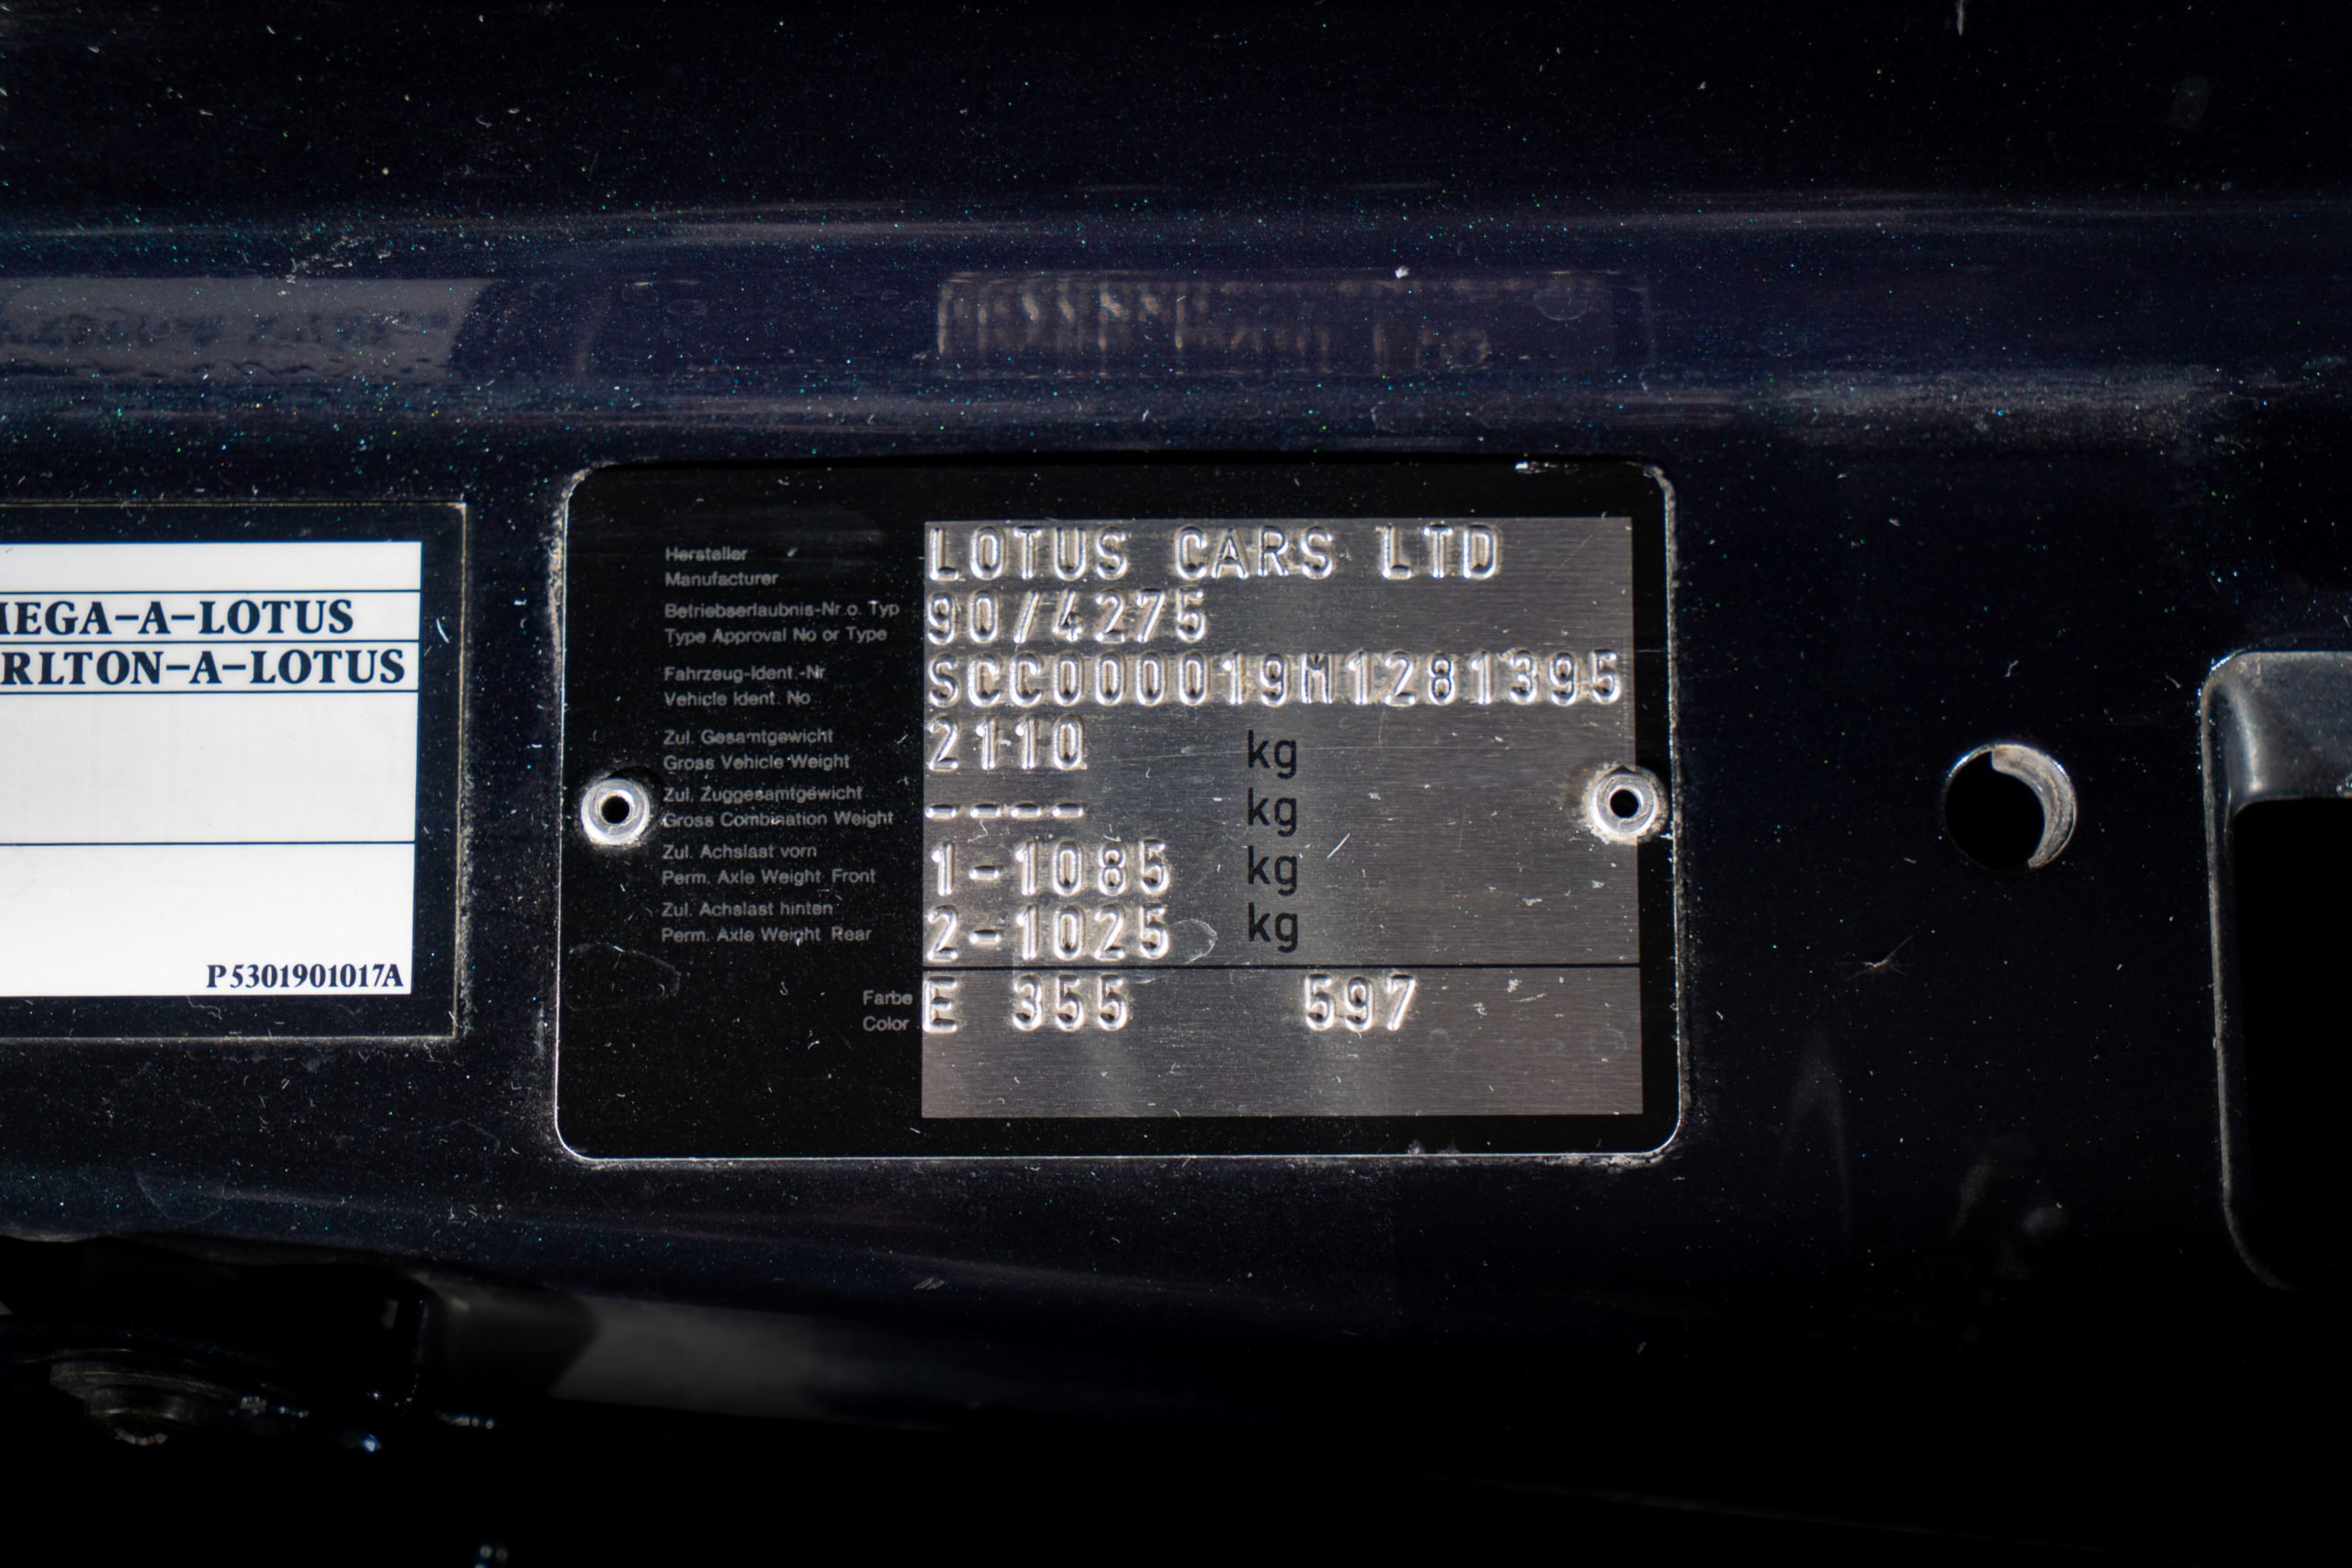 MEGA-A-LOTUS
RLTON-A-LOTUS
P5301901017A
Hersteller
Manufacturer
LOTUS CARS LTD
Betriebserlaubnis-Nr.o. Typ
Type Approval No or Type
90/4275
Fahrzeug-Ident.-Nr
Vehicle Ident. No
SCC000019M1281395
Zul. Gesamtgewicht
Gross Vehicle Weight
2110 kg
Zul. Zuggesamtgewicht
Gross Combination Weight
---- kg
Zul. Achslast vorn
Perm. Axle Weight Front
1-1085 kg
Zul. Achslast hinten
Perm. Axle Weight Rear
2-1025 kg
Farbe
Color
E 355 597